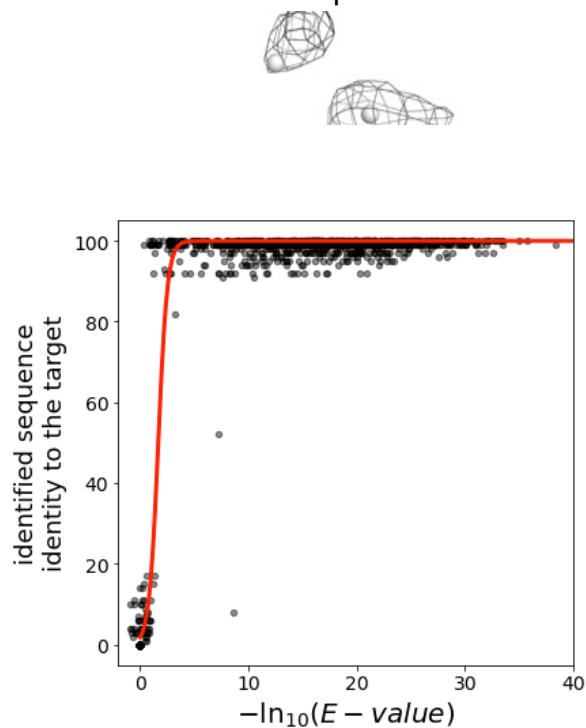 100
80
60
40
20
0
identified sequence
identity to the target
0 10 20 30 40
−ln₁₀(E − value)